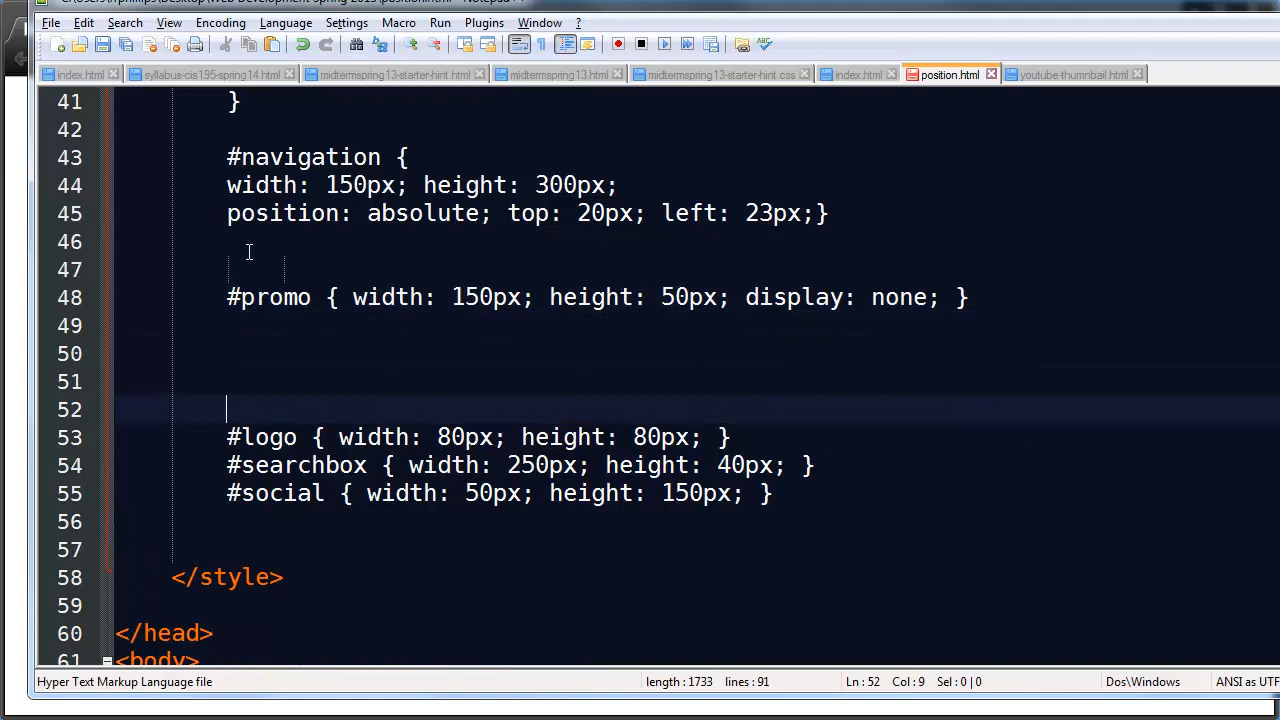 File Edit Search View Encoding Language Settings Macro Run Plugins Window ?
index.html syllabus-cis195-spring14.html midtermspring13-starter-hint.html midtermspring13.html midtermspring13-starter-hint.css index.html position.html youtube-thumnbail.html
41 }
42
43 #navigation {
44 width: 150px; height: 300px;
45 position: absolute; top: 20px; left: 23px;}
46
47
48 #promo { width: 150px; height: 50px; display: none; }
49
50
51
52
53 #logo { width: 80px; height: 80px; }
54 #searchbox { width: 250px; height: 40px; }
55 #social { width: 50px; height: 150px; }
56
57
58 </style>
59
60 </head>
61 <body>
Hyper Text Markup Language file length : 1733 lines : 91 Ln : 52 Col : 9 Sel : 0 | 0 Dos\Windows ANSI as UTF